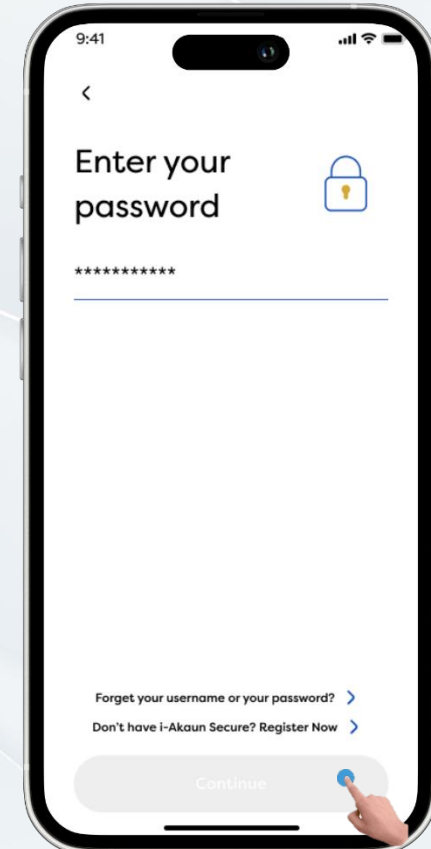 9:41
Enter your
password
***********
Forget your username or your password?
Don't have i-Akaun Secure? Register Now
Continue